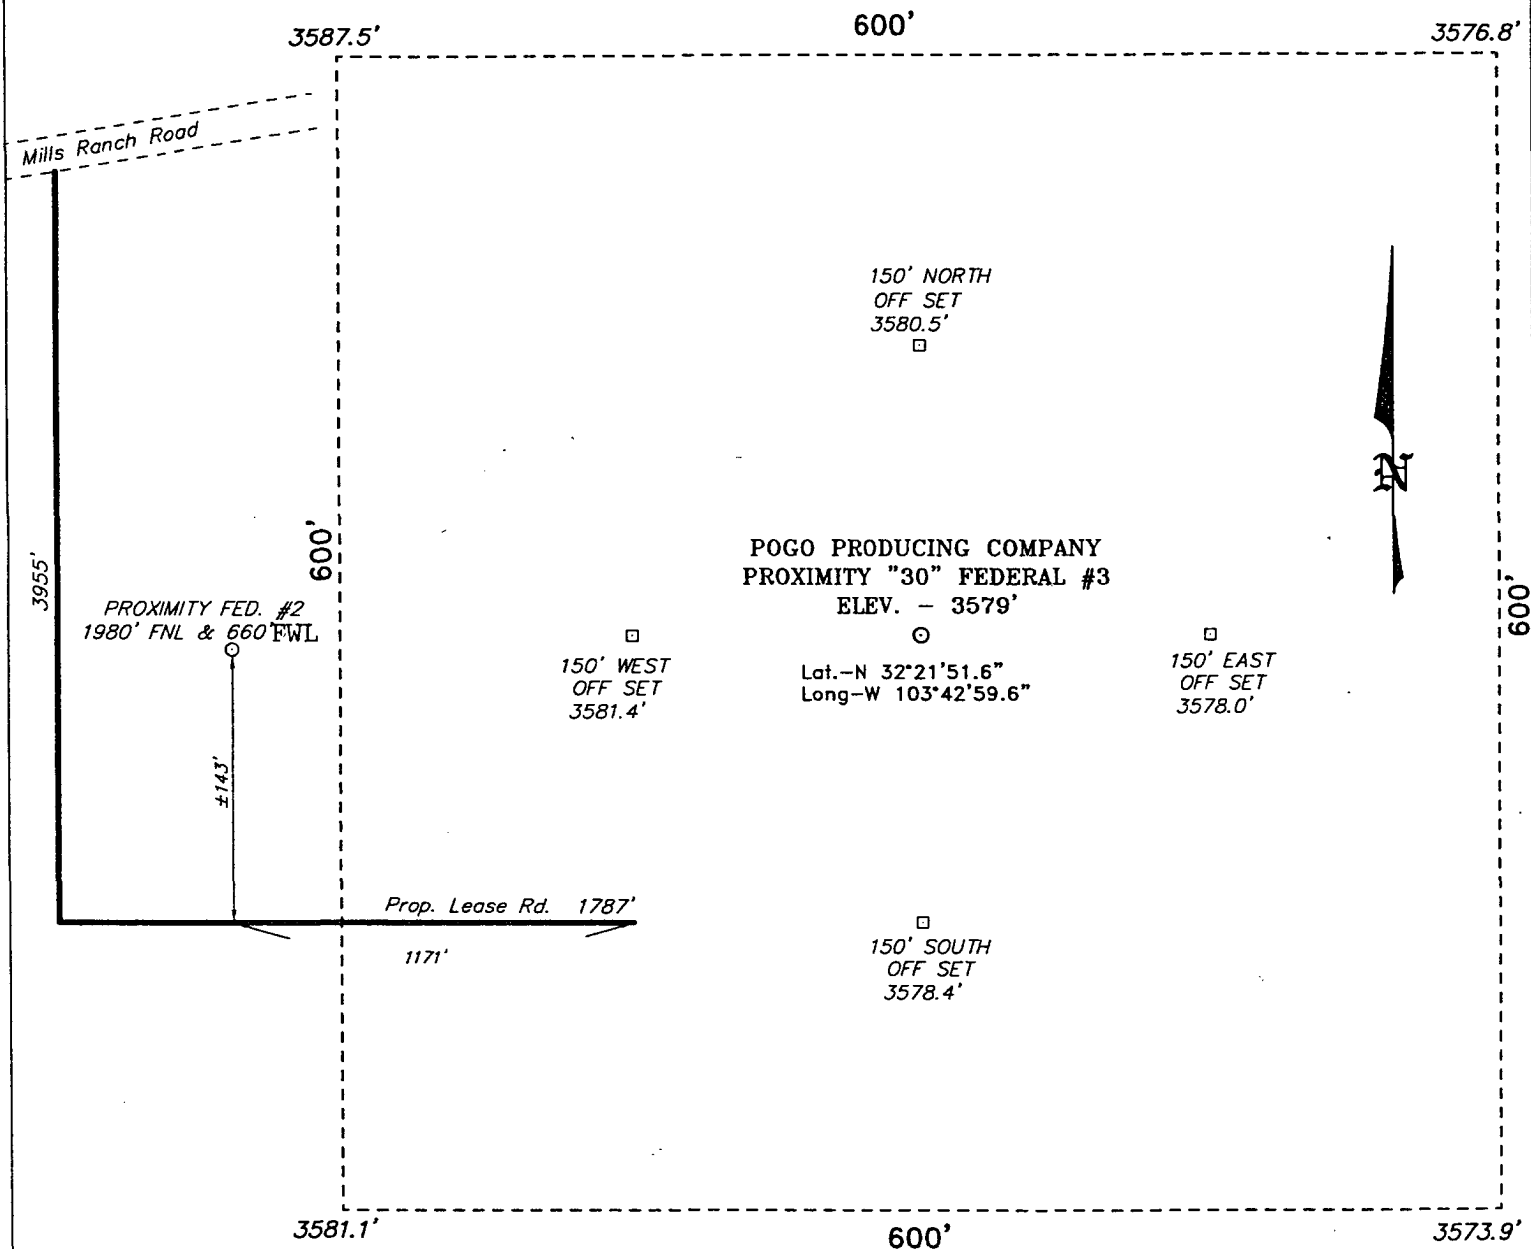 600'
3587.5'
3576.8'
Mills Ranch Road
150' NORTH
OFF SET
3580.5'
N
600'
3955'
POGO PRODUCING COMPANY
PROXIMITY "30" FEDERAL #3
ELEV. - 3579'
Lat.-N 32°21'51.6"
Long-W 103°42'59.6"
PROXIMITY FED. #2
1980' FNL & 660'FWL
150' WEST
OFF SET
3581.4'
150' EAST
OFF SET
3578.0'
600'
±143'
Prop. Lease Rd. 1787'
1171'
150' SOUTH
OFF SET
3578.4'
3581.1'
600'
3573.9'